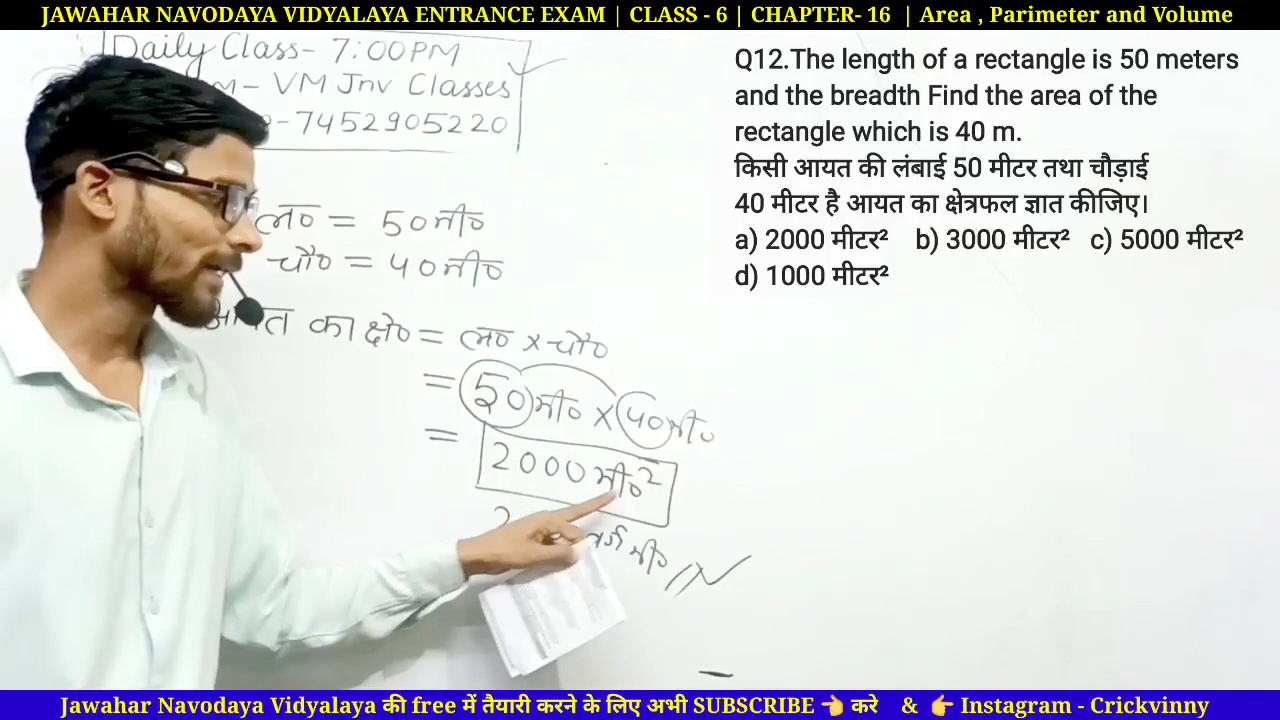 JAWAHAR NAVODAYA VIDYALAYA ENTRANCE EXAM | CLASS - 6 | CHAPTER- 16 | Area , Parimeter and Volume
Daily Class- 7:00PM
- VM Jnv Classes
-7452905220
ल० = 50मी०
चौ० = 40मी०
आयत का क्षे० = ल० x चौ०
= 50मी० x 40मी०
= 2000मी०²
2 वर्ग मी०
Q12.The length of a rectangle is 50 meters
and the breadth Find the area of the
rectangle which is 40 m.
किसी आयत की लंबाई 50 मीटर तथा चौड़ाई
40 मीटर है आयत का क्षेत्रफल ज्ञात कीजिए।
a) 2000 मीटर² b) 3000 मीटर² c) 5000 मीटर²
d) 1000 मीटर²
Jawahar Navodaya Vidyalaya की free में तैयारी करने के लिए अभी SUBSCRIBE 👈 करे & 👉 Instagram - Crickvinny